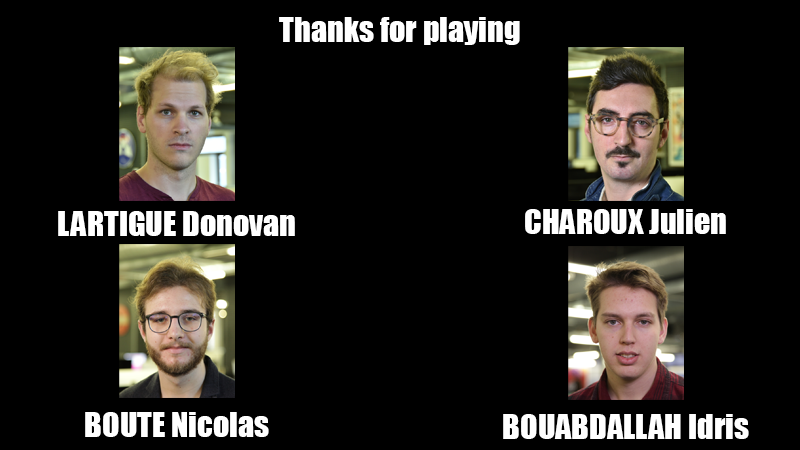 Thanks for playing
LARTIGUE Donovan
CHAROUX Julien
BOUTE Nicolas
BOUABDALLAH Idris